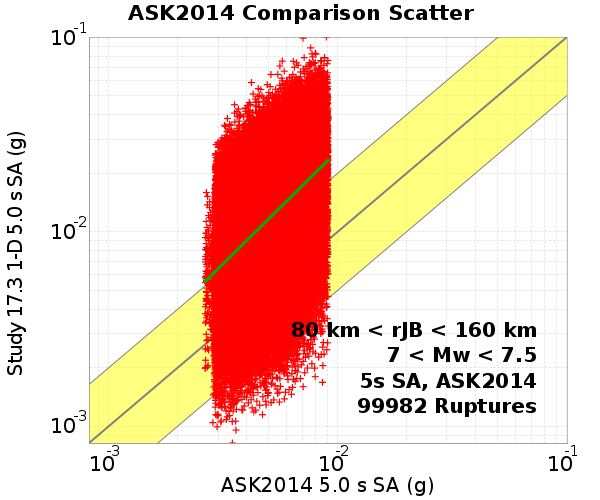 ASK2014 Comparison Scatter
Study 17.3 1-D 5.0 s SA (g)
10-1
10-2
10-3
80 km < rJB < 160 km
7 < Mw < 7.5
5s SA, ASK2014
99982 Ruptures
10-3 10-2 10-1
ASK2014 5.0 s SA (g)